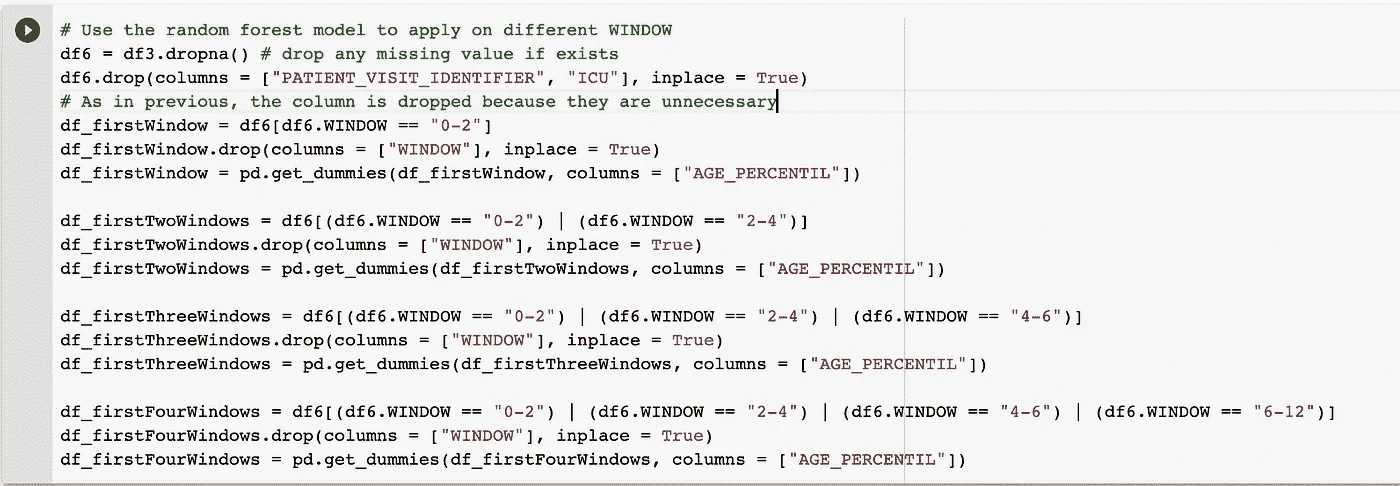 # Use the random forest model to apply on different WINDOW
df6 = df3.dropna() # drop any missing value if exists
df6.drop(columns = ["PATIENT_VISIT_IDENTIFIER", "ICU"], inplace = True)
# As in previous, the column is dropped because they are unnecessary
df_firstWindow = df6[df6.WINDOW == "0-2"]
df_firstWindow.drop(columns = ["WINDOW"], inplace = True)
df_firstWindow = pd.get_dummies(df_firstWindow, columns = ["AGE_PERCENTIL"])
df_firstTwoWindows = df6[(df6.WINDOW == "0-2") | (df6.WINDOW == "2-4")]
df_firstTwoWindows.drop(columns = ["WINDOW"], inplace = True)
df_firstTwoWindows = pd.get_dummies(df_firstTwoWindows, columns = ["AGE_PERCENTIL"])
df_firstThreeWindows = df6[(df6.WINDOW == "0-2") | (df6.WINDOW == "2-4") | (df6.WINDOW == "4-6")]
df_firstThreeWindows.drop(columns = ["WINDOW"], inplace = True)
df_firstThreeWindows = pd.get_dummies(df_firstThreeWindows, columns = ["AGE_PERCENTIL"])
df_firstFourWindows = df6[(df6.WINDOW == "0-2") | (df6.WINDOW == "2-4") | (df6.WINDOW == "4-6") | (df6.WINDOW == "6-12")]
df_firstFourWindows.drop(columns = ["WINDOW"], inplace = True)
df_firstFourWindows = pd.get_dummies(df_firstFourWindows, columns = ["AGE_PERCENTIL"])